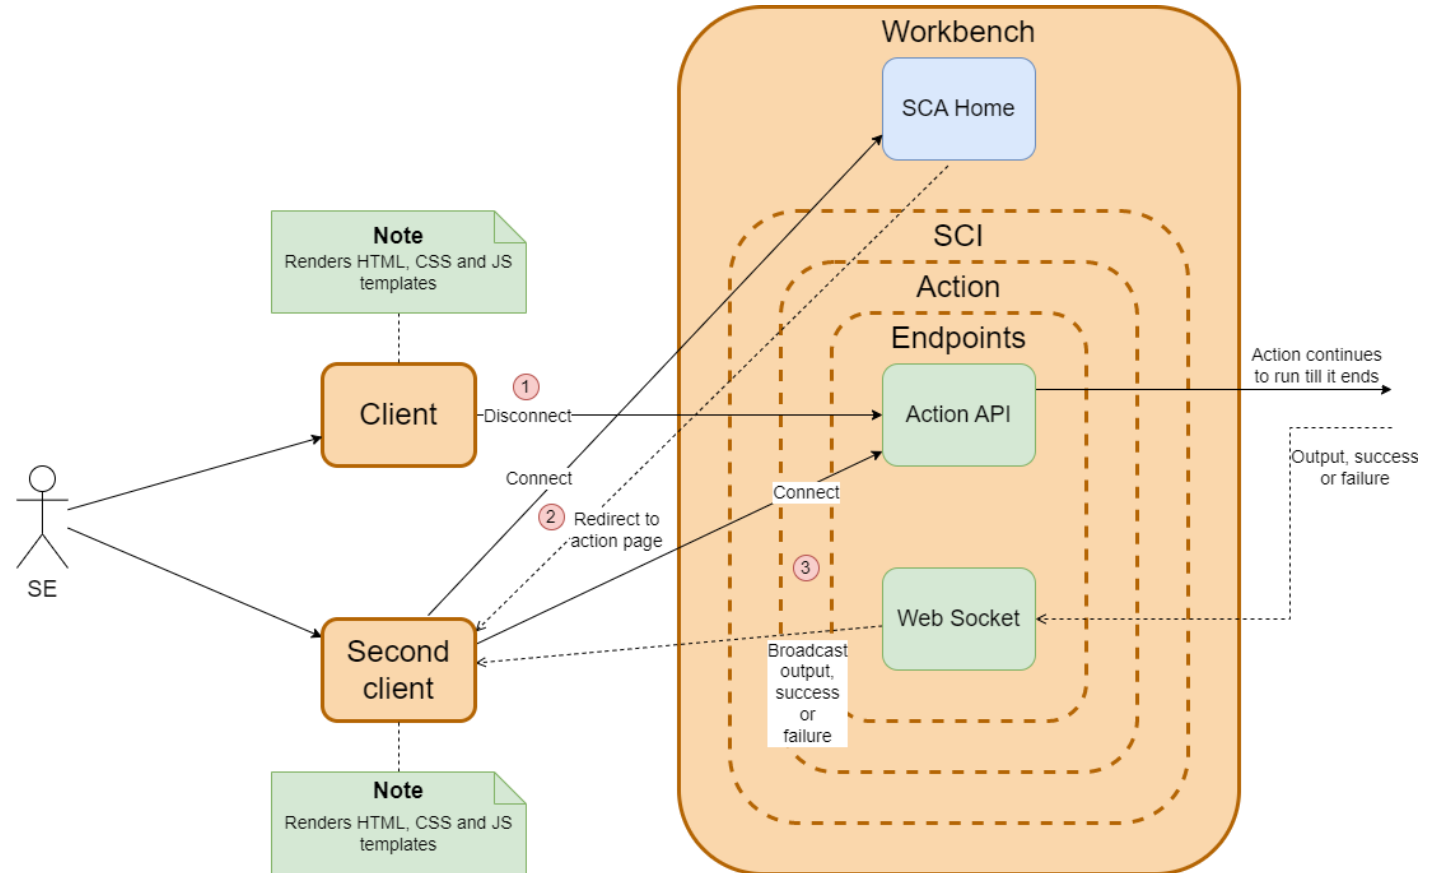 Workbench
SCA Home
SCI
Action
Endpoints
Note
Renders HTML, CSS and JS
templates
Client
1
Disconnect
Action API
Action continues
to run till it ends
Output, success
or failure
Connect
Connect
2
Redirect to
action page
3
SE
Web Socket
Second
client
Broadcast
output,
success
or
failure
Note
Renders HTML, CSS and JS
templates